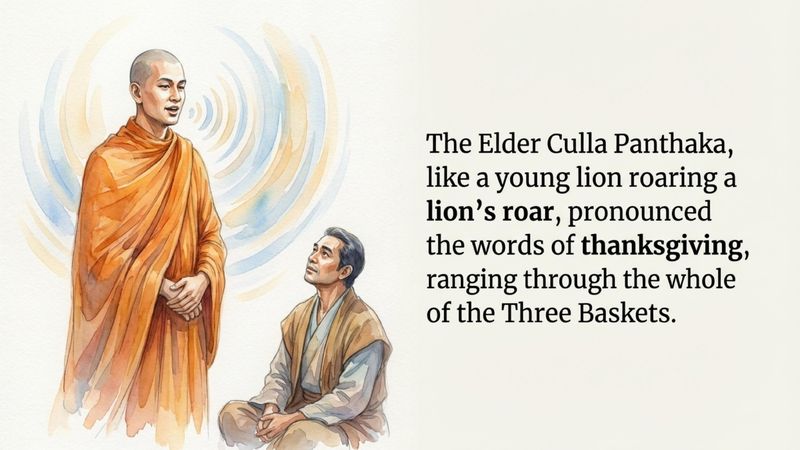 The Elder Culla Panthaka,
like a young lion roaring a
lion’s roar, pronounced
the words of thanksgiving,
ranging through the whole
of the Three Baskets.